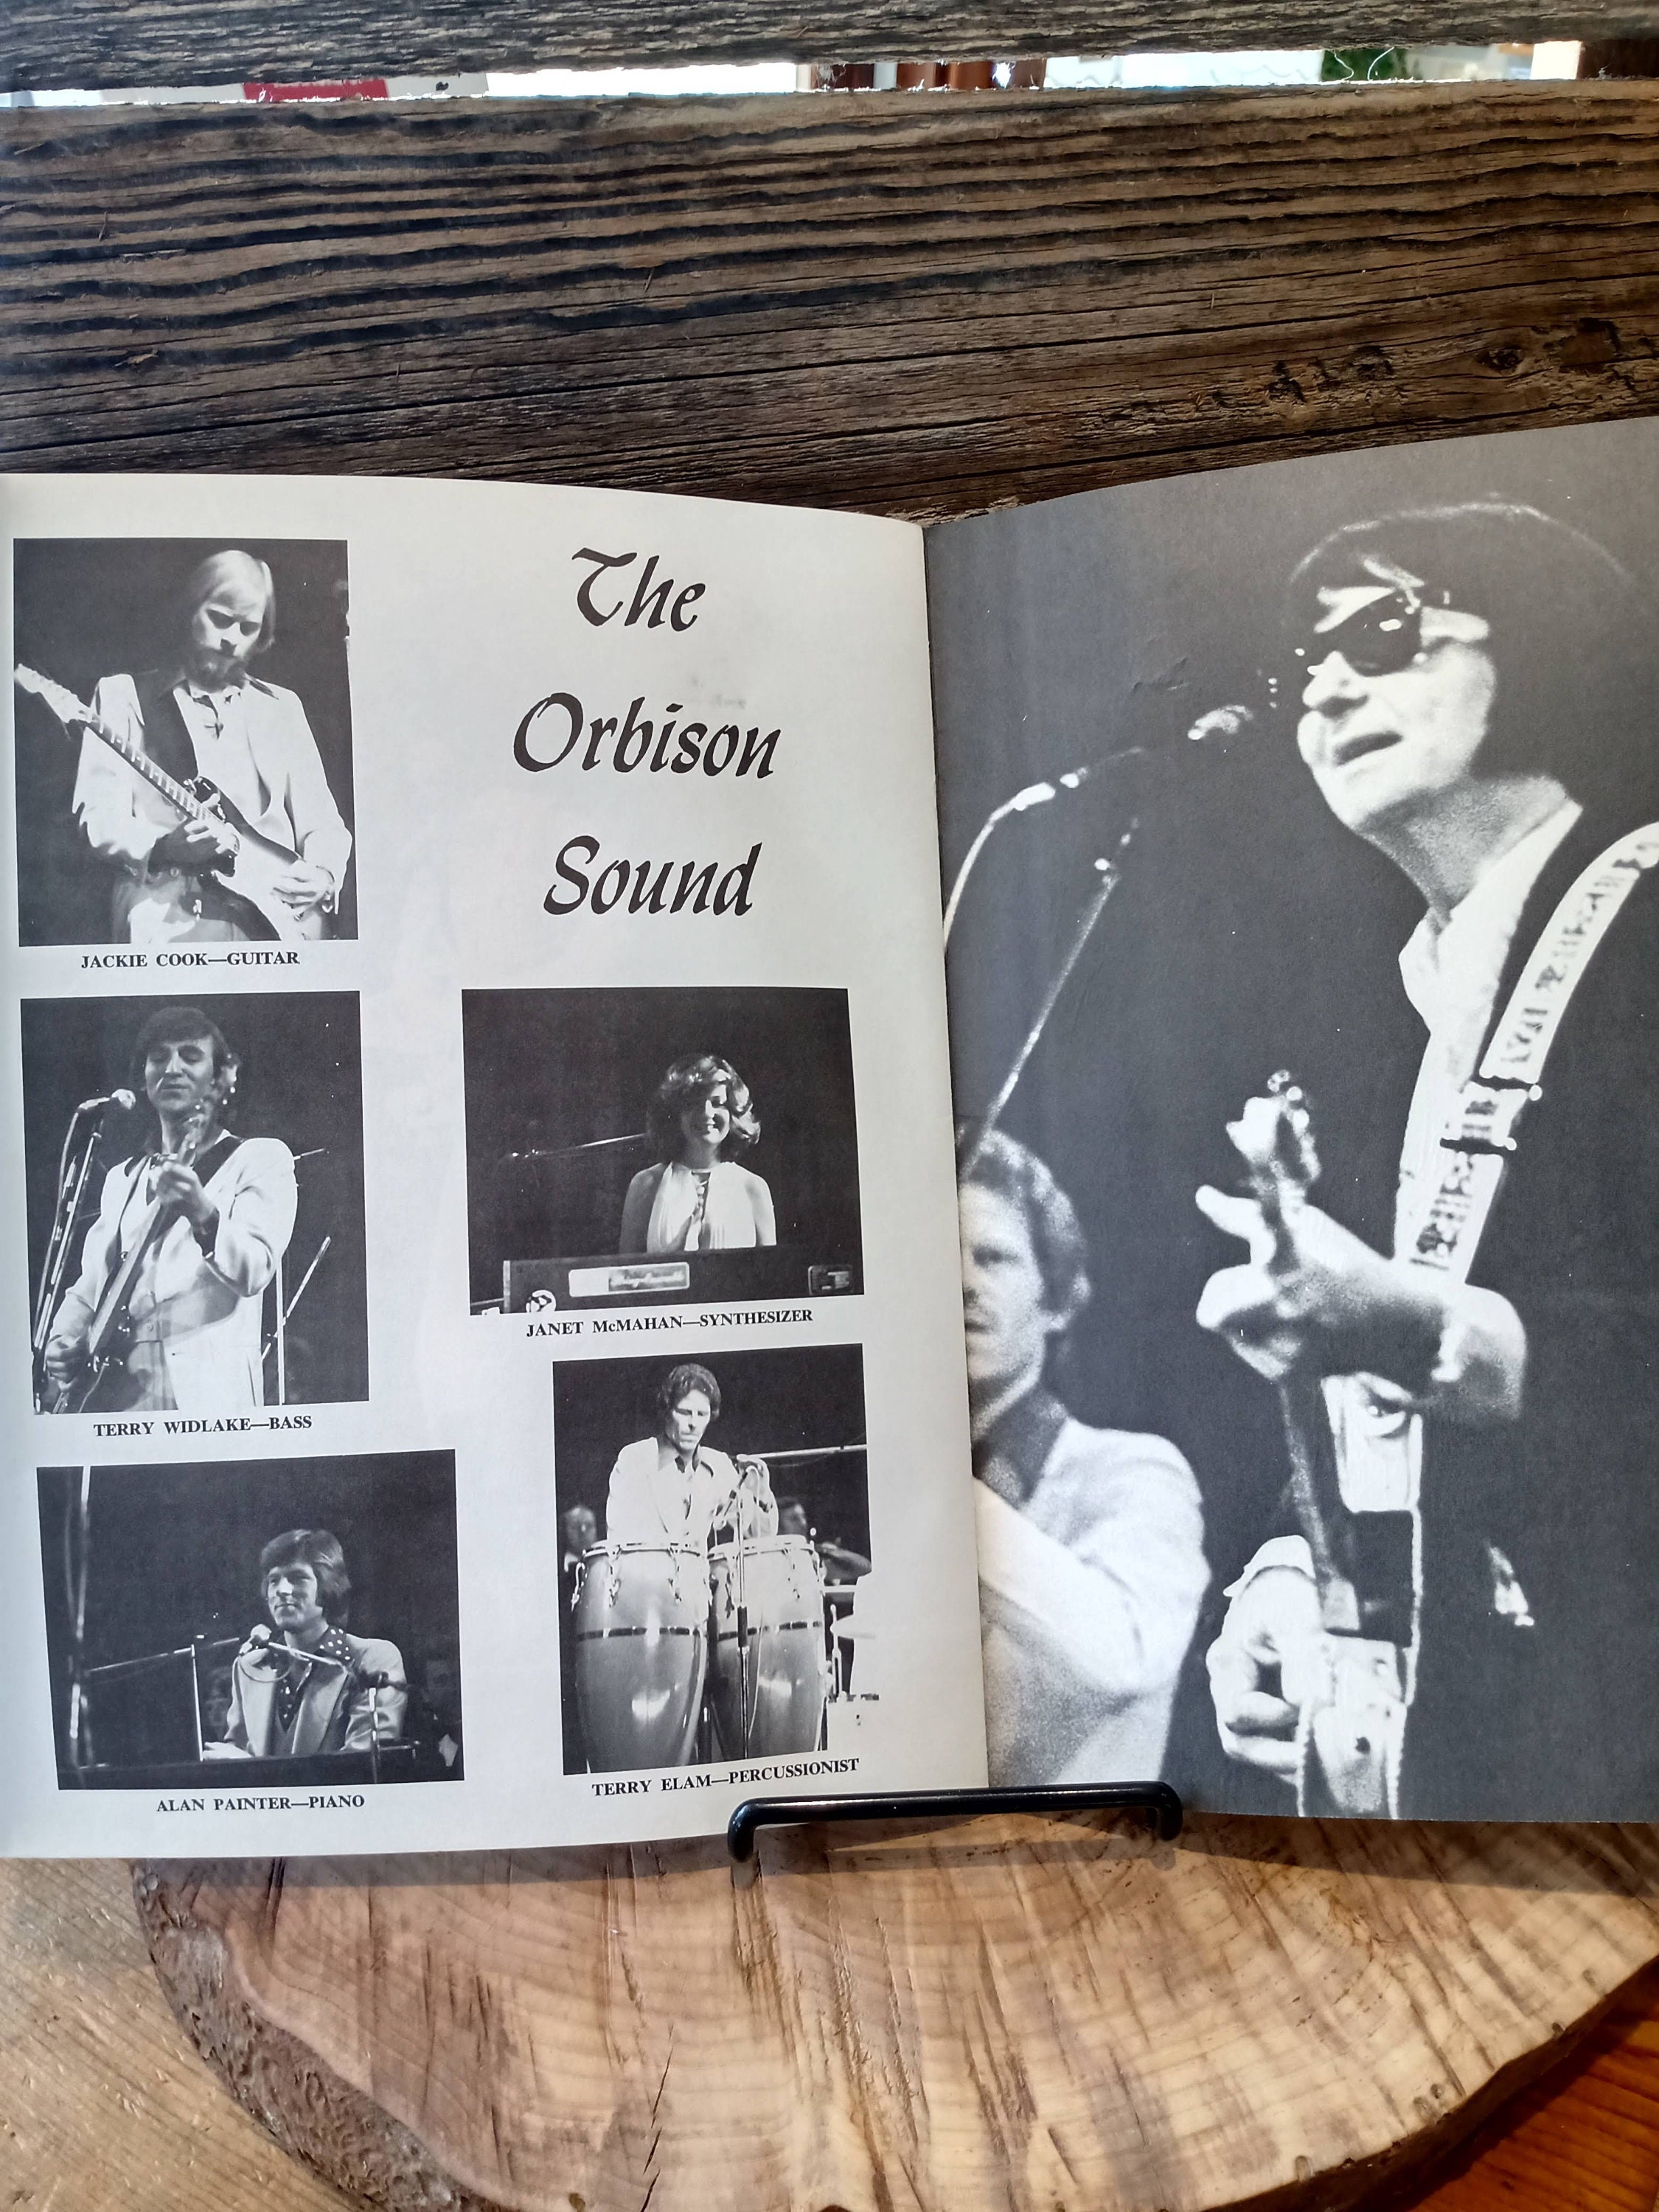 The
Orbison
Sound
JACKIE COOK—GUITAR
TERRY WIDLAKE—BASS
JANET McMAHAN—SYNTHESIZER
ALAN PAINTER—PIANO
TERRY ELAM—PERCUSSIONIST